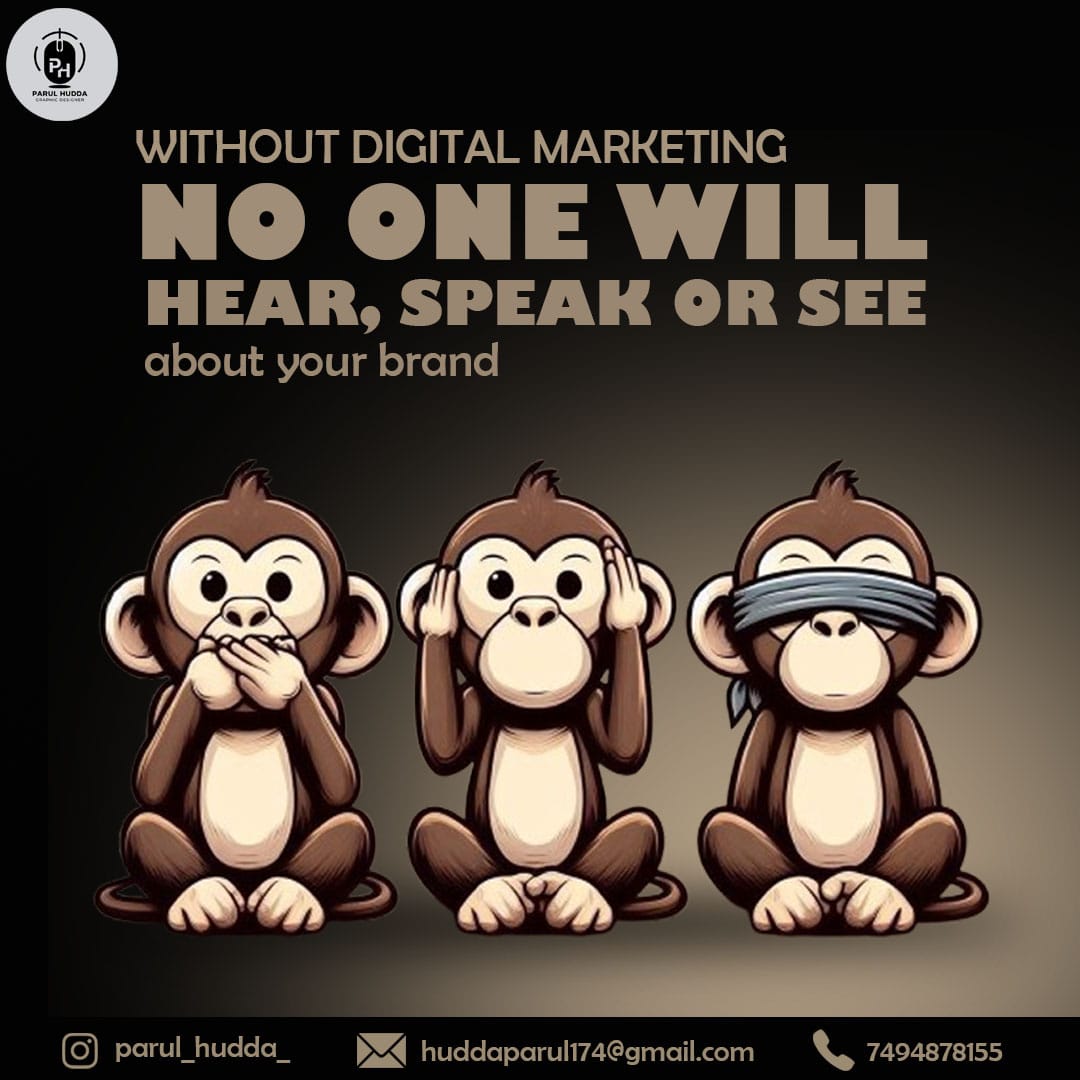 PH
PARUL HUDDA
GRAPHIC DESIGNER
WITHOUT DIGITAL MARKETING
NO ONE WILL
HEAR, SPEAK OR SEE
about your brand
parul_hudda_
huddaparul174@gmail.com
7494878155